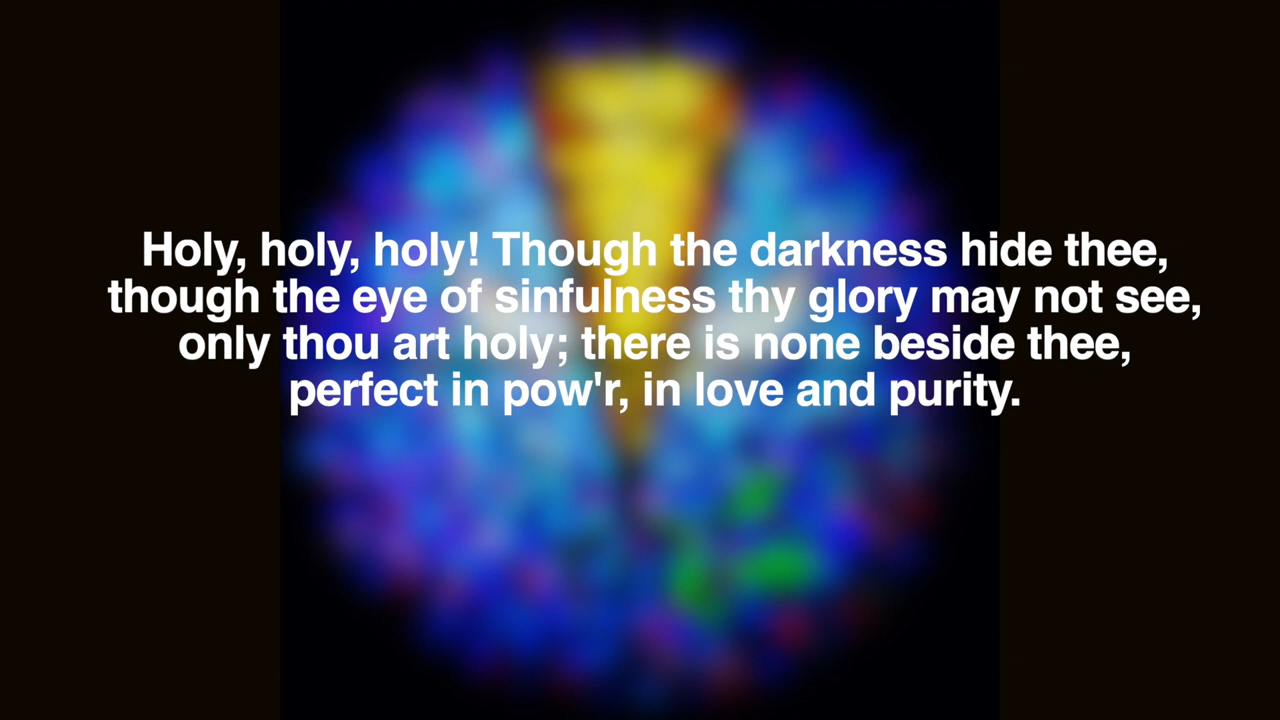 Holy, holy, holy! Though the darkness hide thee,
though the eye of sinfulness thy glory may not see,
only thou art holy; there is none beside thee,
perfect in pow'r, in love and purity.